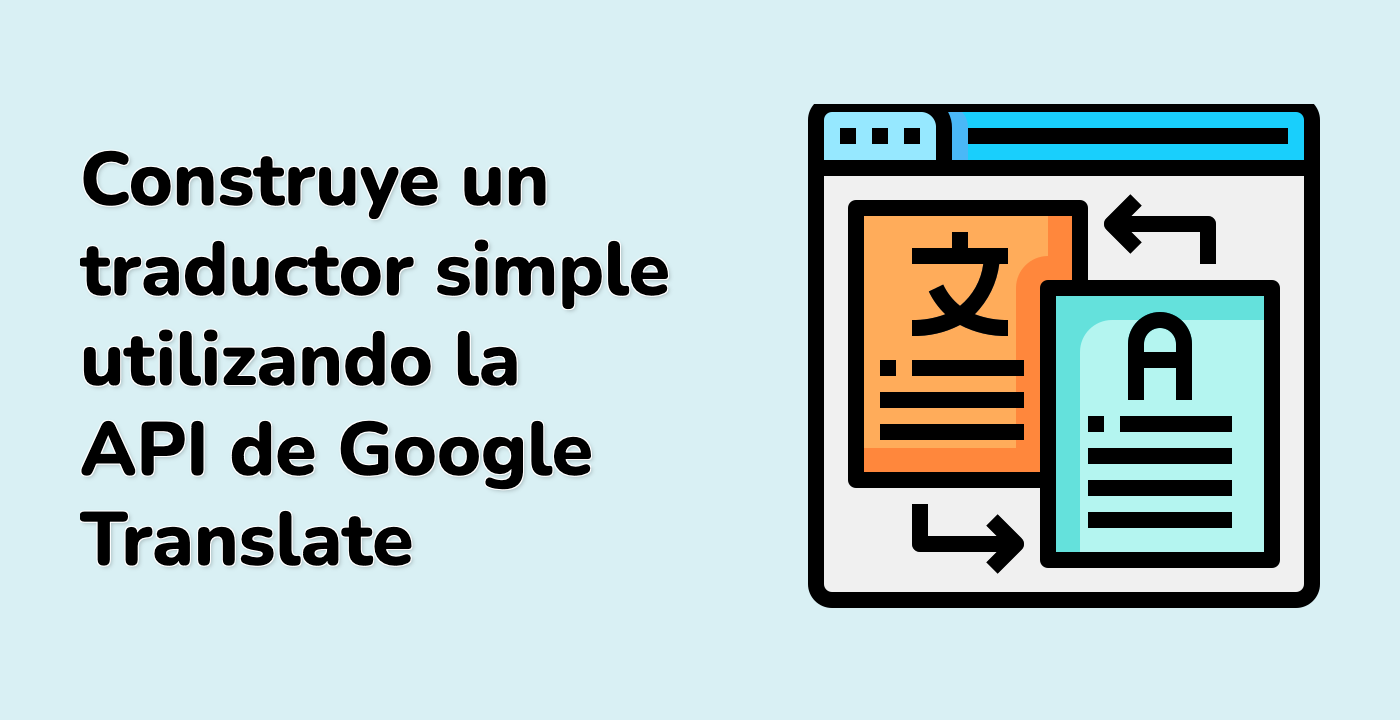 Construye un
traductor simple
utilizando la
API de Google
Translate
文
A